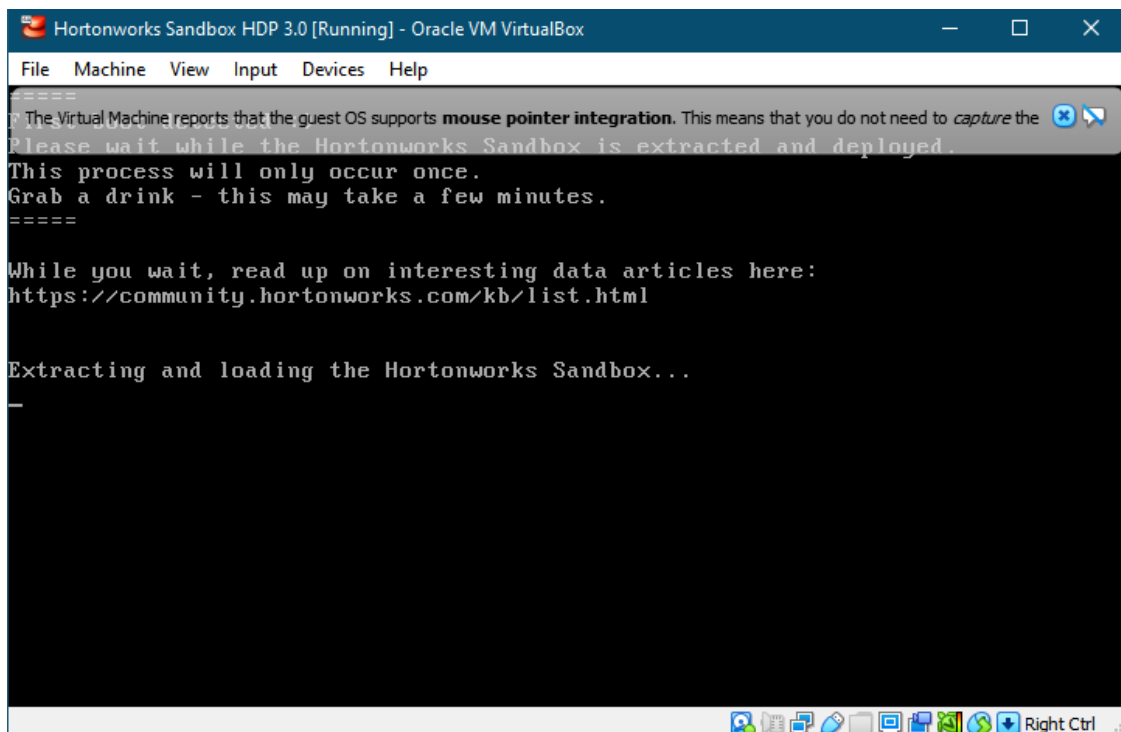 Hortonworks Sandbox HDP 3.0 [Running] - Oracle VM VirtualBox
File Machine View Input Devices Help
=====
The Virtual Machine reports that the guest OS supports mouse pointer integration. This means that you do not need to capture the
First boot detected
Please wait while the Hortonworks Sandbox is extracted and deployed.
This process will only occur once.
Grab a drink - this may take a few minutes.
=====
While you wait, read up on interesting data articles here:
https://community.hortonworks.com/kb/list.html
Extracting and loading the Hortonworks Sandbox...
Right Ctrl